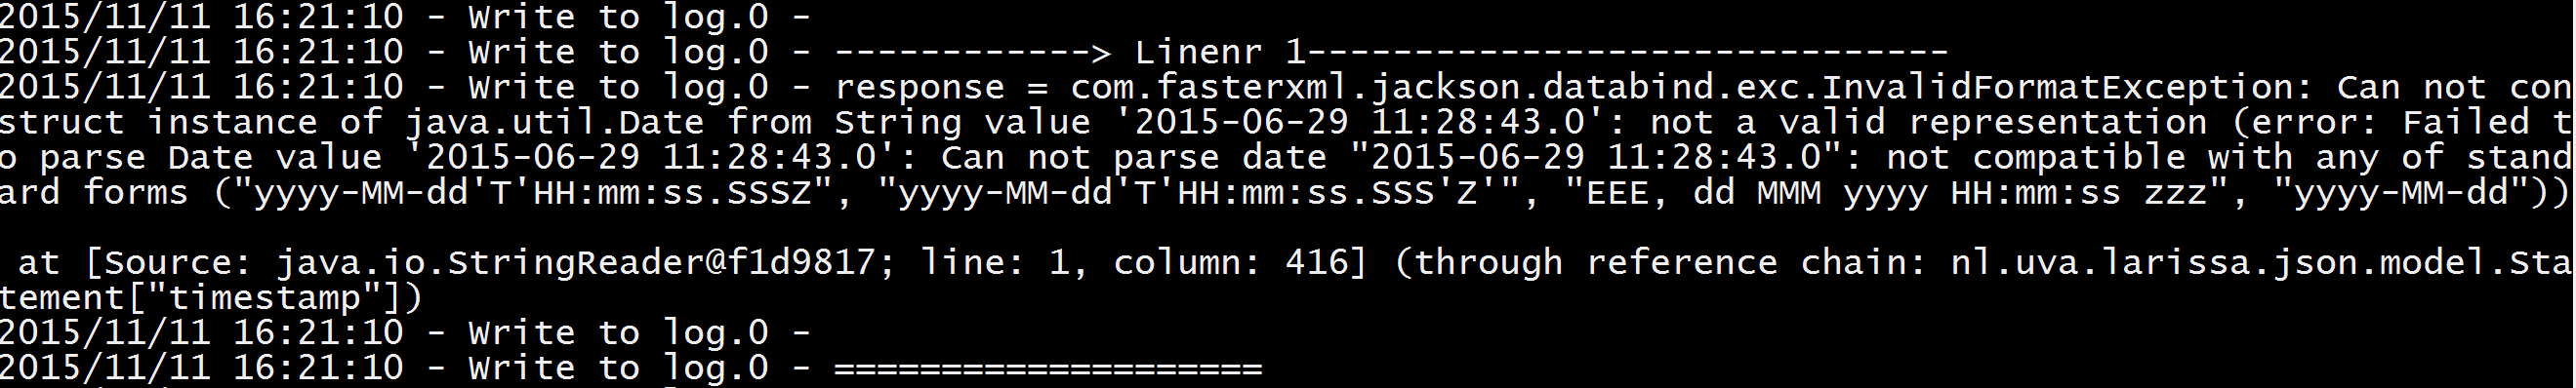 2015/11/11 16:21:10 - Write to log.0 -
2015/11/11 16:21:10 - Write to log.0 - ------------> Linenr 1------------------------------
2015/11/11 16:21:10 - Write to log.0 - response = com.fasterxml.jackson.databind.exc.InvalidFormatException: Can not con
struct instance of java.util.Date from String value '2015-06-29 11:28:43.0': not a valid representation (error: Failed t
o parse Date value '2015-06-29 11:28:43.0': Can not parse date "2015-06-29 11:28:43.0": not compatible with any of stand
ard forms ("yyyy-MM-dd'T'HH:mm:ss.SSSZ", "yyyy-MM-dd'T'HH:mm:ss.SSS'Z'", "EEE, dd MMM yyyy HH:mm:ss zzz", "yyyy-MM-dd"))
at [Source: java.io.StringReader@f1d9817; line: 1, column: 416] (through reference chain: nl.uva.larissa.json.model.Sta
tement["timestamp"])
2015/11/11 16:21:10 - Write to log.0 -
2015/11/11 16:21:10 - Write to log.0 - ====================